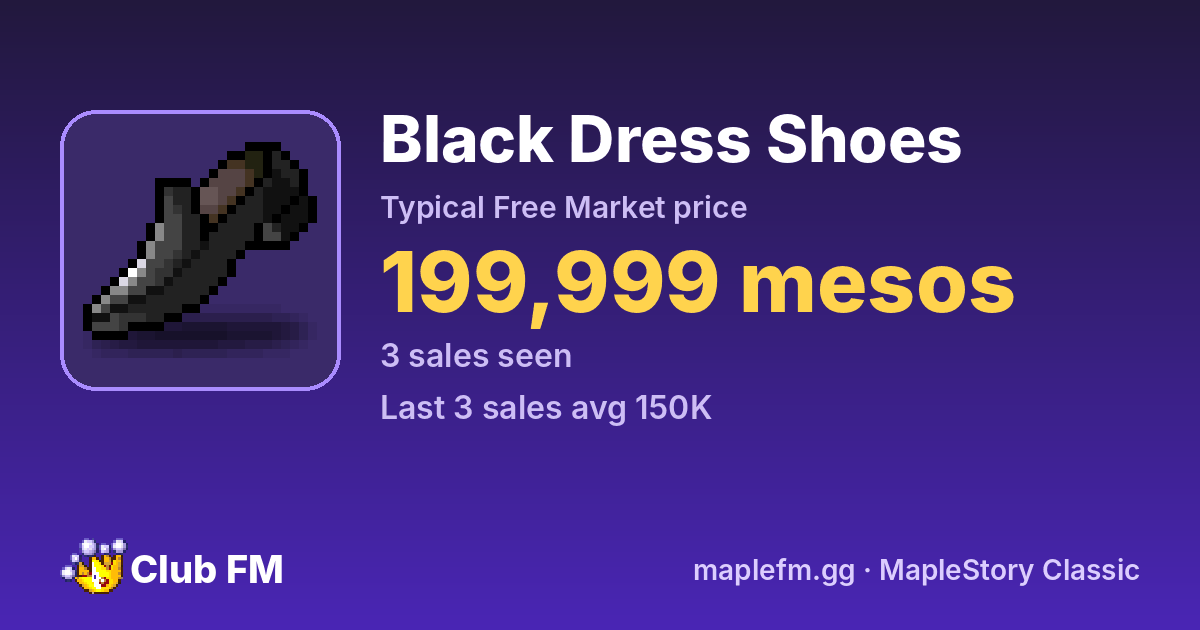 Black Dress Shoes
Typical Free Market price
199,999 mesos
3 sales seen
Last 3 sales avg 150K
Club FM
maplefm.gg · MapleStory Classic